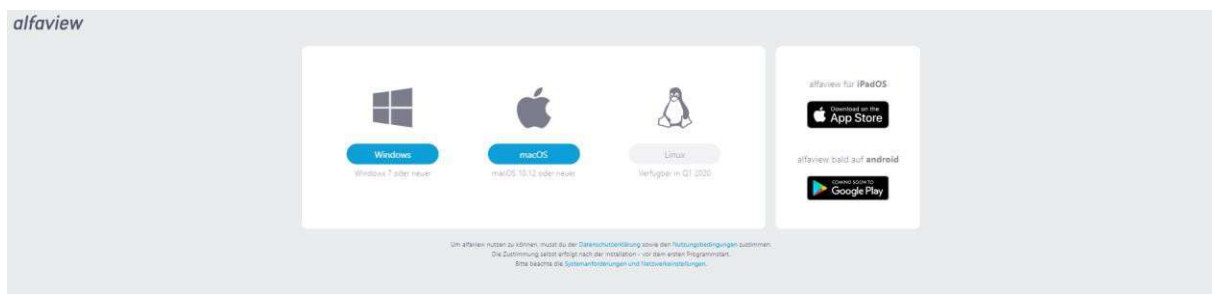 alfaview
Windows
Windows 7 oder neuer
macOS
macOS 10.12 oder neuer
Linux
Verfügbar in Q1 2020
alfaview für iPadOS
Download on the
App Store
alfaview bald auf android
COMING SOON TO
Google Play
Um alfaview nutzen zu können, musst du der Datenschutzerklärung sowie den Nutzungsbedingungen zustimmen.
Die Zustimmung selbst erfolgt nach der Installation - vor dem ersten Programmstart.
Bitte beachte die Systemanforderungen und Netzwerkeinstellungen.